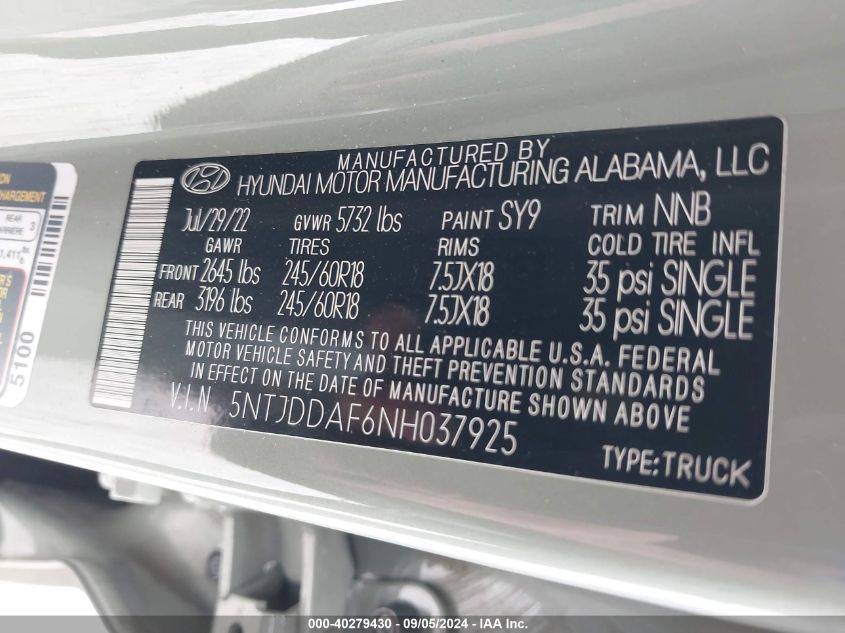 MANUFACTURED BY
HYUNDAI MOTOR MANUFACTURING ALABAMA, LLC
Jul/29/22 GVWR 5732 lbs PAINT SY9 TRIM NNB
GAWR TIRES RIMS COLD TIRE INFL
FRONT 2645 lbs 245/60R18 7.5JX18 35 psi SINGLE
REAR 3196 lbs 245/60R18 7.5JX18 35 psi SINGLE
THIS VEHICLE CONFORMS TO ALL APPLICABLE U.S.A. FEDERAL
MOTOR VEHICLE SAFETY AND THEFT PREVENTION STANDARDS
IN EFFECT ON THE DATE OF MANUFACTURE SHOWN ABOVE.
V.I.N 5NTJDDAF6NH037925
TYPE:TRUCK
REAR 3
5100
000-40279430 - 09/05/2024 - IAA Inc.